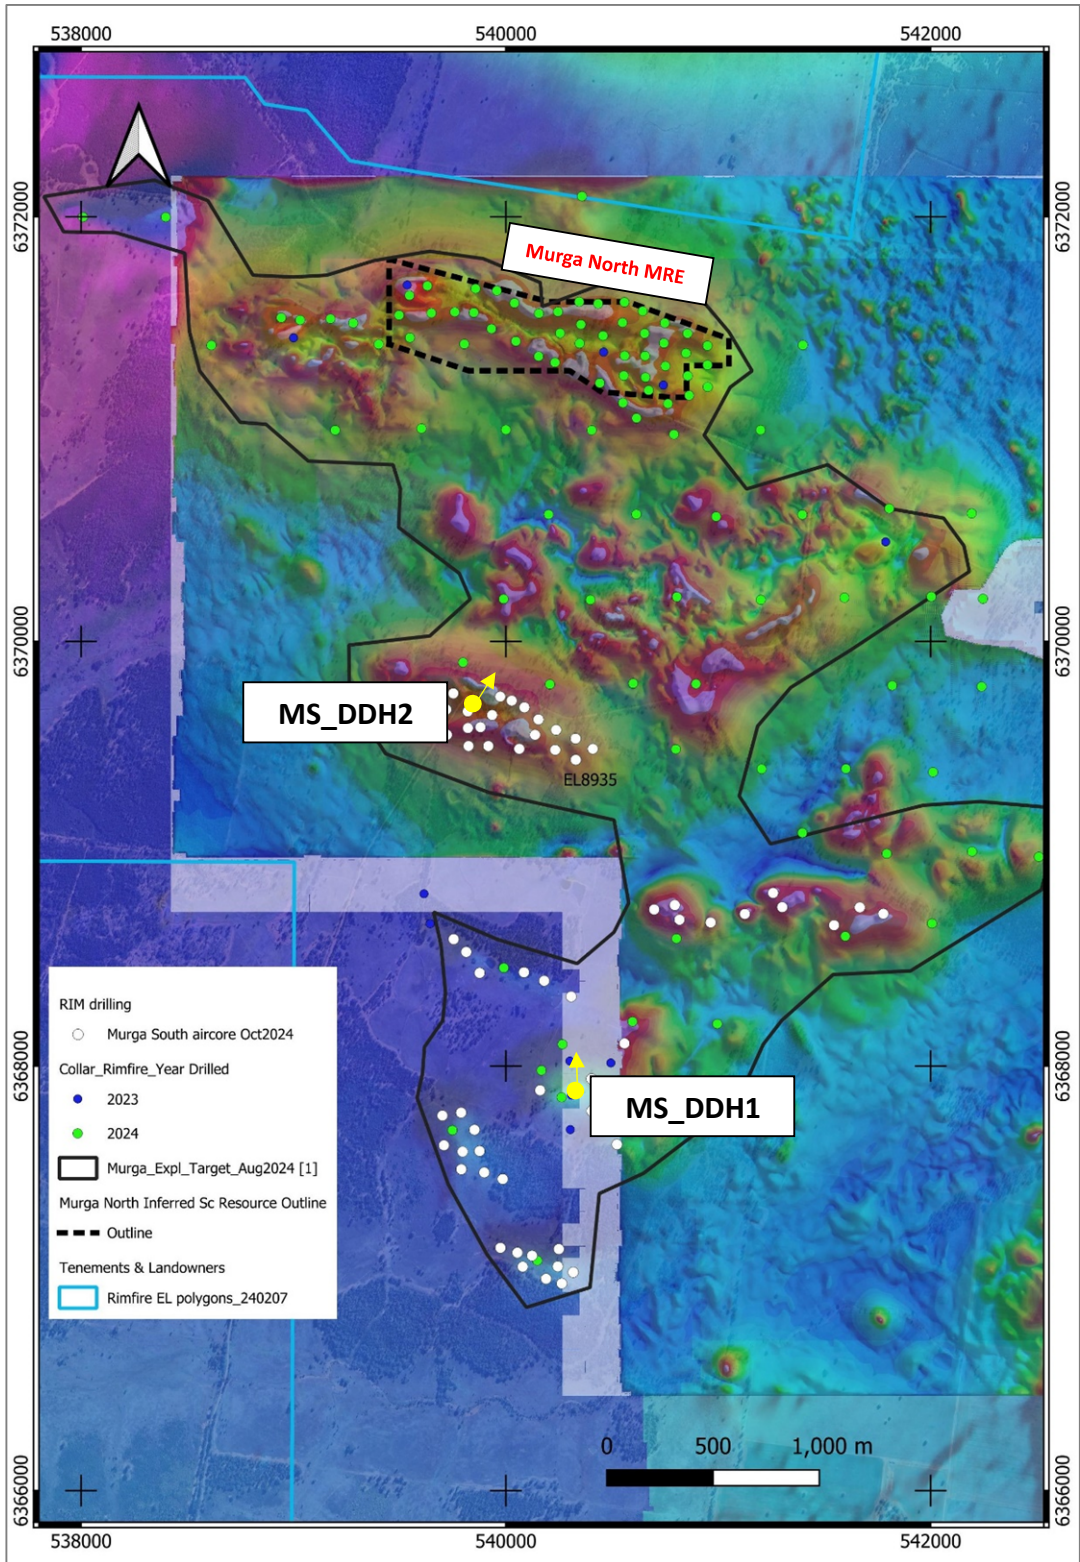 538000
540000
542000
6372000
6372000
Murga North MRE
6370000
6370000
MS_DDH2
EL8935
RIM drilling
Murga South aircore Oct2024
Collar_Rimfire_Year Drilled
2023
2024
Murga_Expl_Target_Aug2024 [1]
Murga North Inferred Sc Resource Outline
Outline
Tenements & Landowners
Rimfire EL polygons_240207
6368000
6368000
MS_DDH1
0
500
1,000 m
6366000
6366000
538000
540000
542000